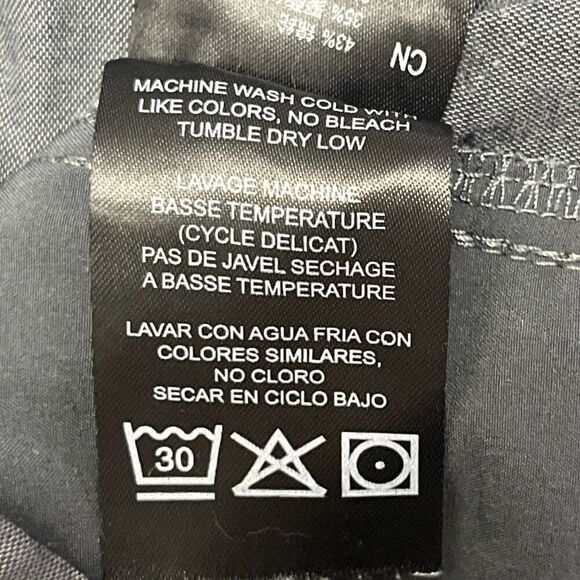 CN
43%
35%
MACHINE WASH COLD WITH
LIKE COLORS, NO BLEACH
TUMBLE DRY LOW
LAVAGE MACHINE
BASSE TEMPERATURE
(CYCLE DELICAT)
PAS DE JAVEL SECHAGE
A BASSE TEMPERATURE
LAVAR CON AGUA FRIA CON
COLORES SIMILARES,
NO CLORO
SECAR EN CICLO BAJO
30